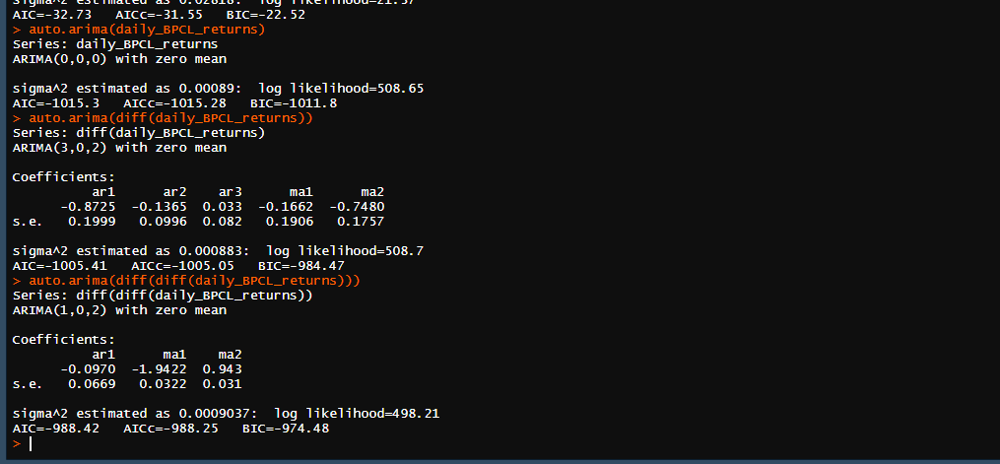 sigma^2 estimated as 0.02818:  log likelihood=21.37
AIC=-32.73   AICc=-31.55   BIC=-22.52
> auto.arima(daily_BPCL_returns)
Series: daily_BPCL_returns
ARIMA(0,0,0) with zero mean
sigma^2 estimated as 0.00089:  log likelihood=508.65
AIC=-1015.3   AICc=-1015.28   BIC=-1011.8
> auto.arima(diff(daily_BPCL_returns))
Series: diff(daily_BPCL_returns)
ARIMA(3,0,2) with zero mean
Coefficients:
          ar1      ar2    ar3      ma1      ma2
      -0.8725  -0.1365  0.033  -0.1662  -0.7480
s.e.   0.1999   0.0996  0.082   0.1906   0.1757
sigma^2 estimated as 0.000883:  log likelihood=508.7
AIC=-1005.41   AICc=-1005.05   BIC=-984.47
> auto.arima(diff(diff(daily_BPCL_returns)))
Series: diff(diff(daily_BPCL_returns))
ARIMA(1,0,2) with zero mean
Coefficients:
          ar1      ma1    ma2
      -0.0970  -1.9422  0.943
s.e.   0.0669   0.0322  0.031
sigma^2 estimated as 0.0009037:  log likelihood=498.21
AIC=-988.42   AICc=-988.25   BIC=-974.48
>